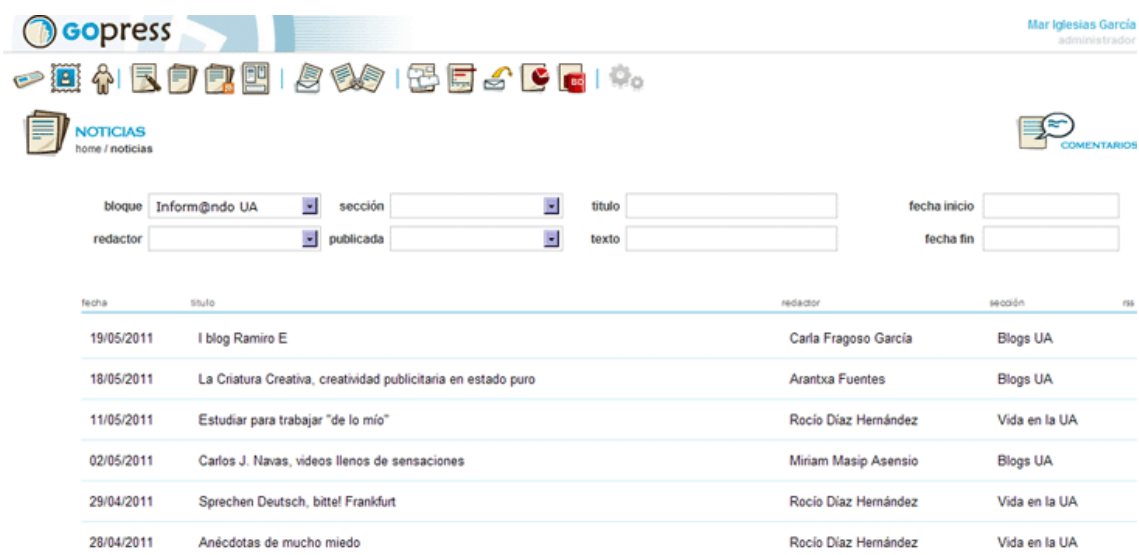 GOpress
Mar Iglesias García
administrador
BD
NOTICIAS
home / noticias
COMENTARIOS
bloque Inform@ndo UA sección titulo fecha inicio
redactor publicada texto fecha fin
fecha titulo redactor sección rss
19/05/2011 I blog Ramiro E Carla Fragoso García Blogs UA
18/05/2011 La Criatura Creativa, creatividad publicitaria en estado puro Arantxa Fuentes Blogs UA
11/05/2011 Estudiar para trabajar "de lo mío" Rocío Díaz Hernández Vida en la UA
02/05/2011 Carlos J. Navas, videos llenos de sensaciones Miriam Masip Asensio Blogs UA
29/04/2011 Sprechen Deutsch, bitte! Frankfurt Rocío Díaz Hernández Vida en la UA
28/04/2011 Anécdotas de mucho miedo Rocío Díaz Hernández Vida en la UA